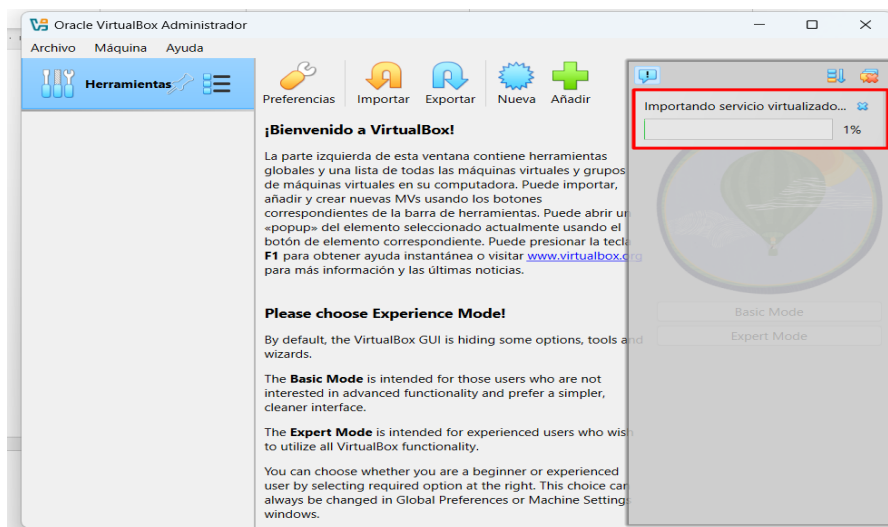 Oracle VirtualBox Administrador
Archivo Máquina Ayuda
Herramientas
Preferencias Importar Exportar Nueva Añadir
Importando servicio virtualizado...
1%
¡Bienvenido a VirtualBox!
La parte izquierda de esta ventana contiene herramientas
globales y una lista de todas las máquinas virtuales y grupos
de máquinas virtuales en su computadora. Puede importar,
añadir y crear nuevas MVs usando los botones
correspondientes de la barra de herramientas. Puede abrir un
«popup» del elemento seleccionado actualmente usando el
botón de elemento correspondiente. Puede presionar la tecla
F1 para obtener ayuda instantánea o visitar www.virtualbox.org
para más información y las últimas noticias.
Please choose Experience Mode!
By default, the VirtualBox GUI is hiding some options, tools and
wizards.
The Basic Mode is intended for those users who are not
interested in advanced functionality and prefer a simpler,
cleaner interface.
The Expert Mode is intended for experienced users who wish
to utilize all VirtualBox functionality.
You can choose whether you are a beginner or experienced
user by selecting required option at the right. This choice can
always be changed in Global Preferences or Machine Settings
windows.
Basic Mode
Expert Mode